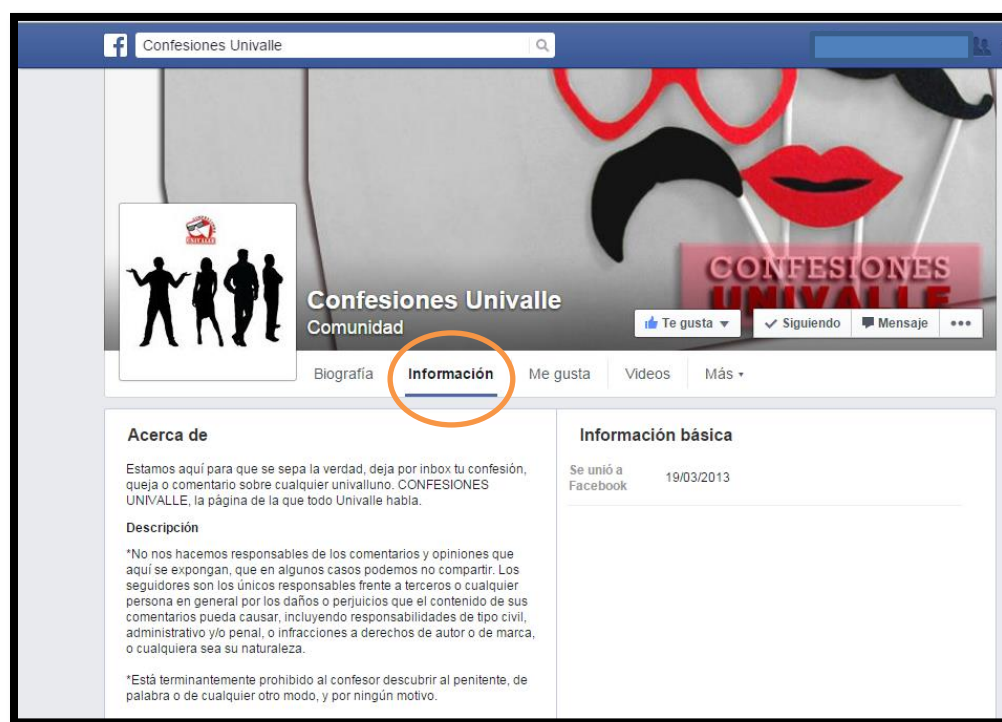 Confesiones Univalle
CONFESIONES
UNIVALLE
UNIVALLE
Confesiones Univalle
Comunidad
Te gusta
Siguiendo
Mensaje
Biografía Información Me gusta Videos Más
Acerca de
Estamos aquí para que se sepa la verdad, deja por inbox tu confesión,
queja o comentario sobre cualquier univalluno. CONFESIONES
UNIVALLE, la página de la que todo Univalle habla.
Descripción
*No nos hacemos responsables de los comentarios y opiniones que
aquí se expongan, que en algunos casos podemos no compartir. Los
seguidores son los únicos responsables frente a terceros o cualquier
persona en general por los daños o perjuicios que el contenido de sus
comentarios pueda causar, incluyendo responsabilidades de tipo civil,
administrativo y/o penal, o infracciones a derechos de autor o de marca,
o cualquiera sea su naturaleza.
*Está terminantemente prohibido al confesor descubrir al penitente, de
palabra o de cualquier otro modo, y por ningún motivo.
Información básica
Se unió a
Facebook
19/03/2013